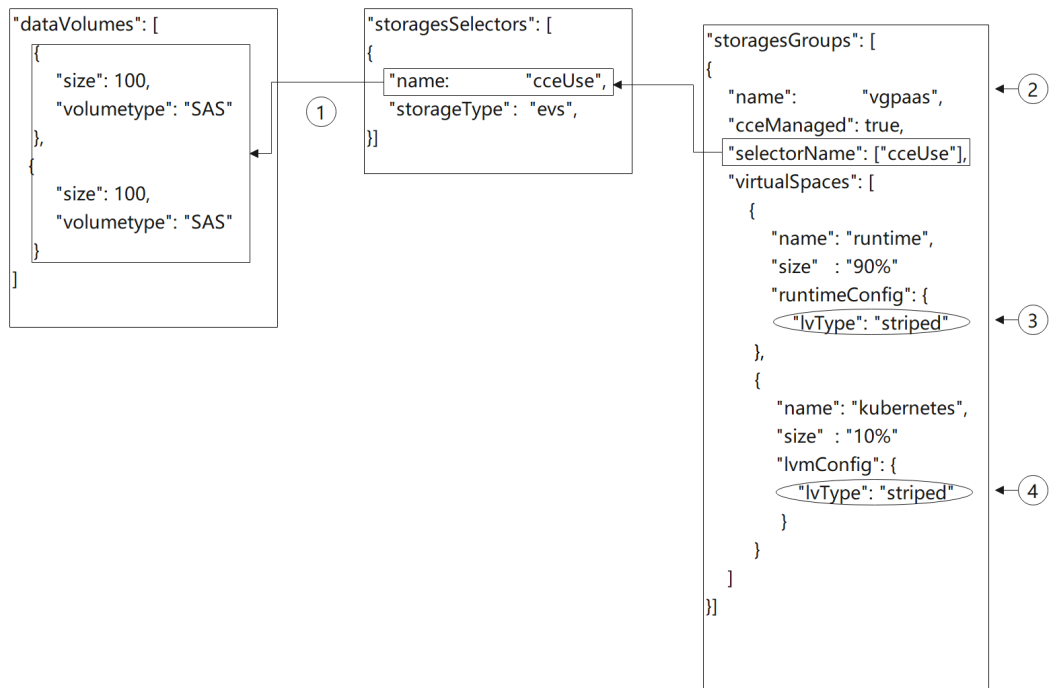 "dataVolumes": [
{
"size": 100,
"volumetype": "SAS"
},
{
"size": 100,
"volumetype": "SAS"
}
]
1
"storagesSelectors": [
{
"name: "cceUse",
"storageType": "evs",
}]
"storagesGroups": [
{
"name": "vgpaas",
"cceManaged": true,
"selectorName": ["cceUse"],
"virtualSpaces": [
{
"name": "runtime",
"size" : "90%"
"runtimeConfig": {
"lvType": "striped"
},
{
"name": "kubernetes",
"size" : "10%"
"lvmConfig": {
"lvType": "striped"
}
}
]
}]
2
3
4